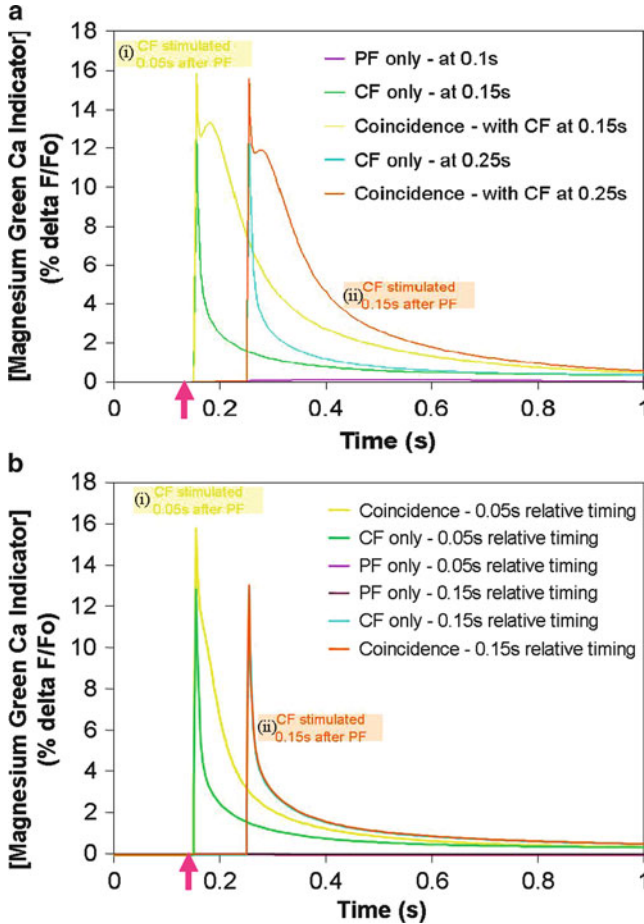 a
[Magnesium Green Ca Indicator]
(% delta F/Fo)
18
16
14
12
10
8
6
4
2
0
(i) CF stimulated
0.05s after PF
PF only - at 0.1s
CF only - at 0.15s
Coincidence - with CF at 0.15s
CF only - at 0.25s
Coincidence - with CF at 0.25s
(ii) CF stimulated
0.15s after PF
0 0.2 0.4 0.6 0.8 1
Time (s)
b
[Magnesium Green Ca Indicator]
(% delta F/Fo)
18
16
14
12
10
8
6
4
2
0
(i) CF stimulated
0.05s after PF
Coincidence - 0.05s relative timing
CF only - 0.05s relative timing
PF only - 0.05s relative timing
PF only - 0.15s relative timing
CF only - 0.15s relative timing
Coincidence - 0.15s relative timing
(ii) CF stimulated
0.15s after PF
0 0.2 0.4 0.6 0.8 1
Time (s)